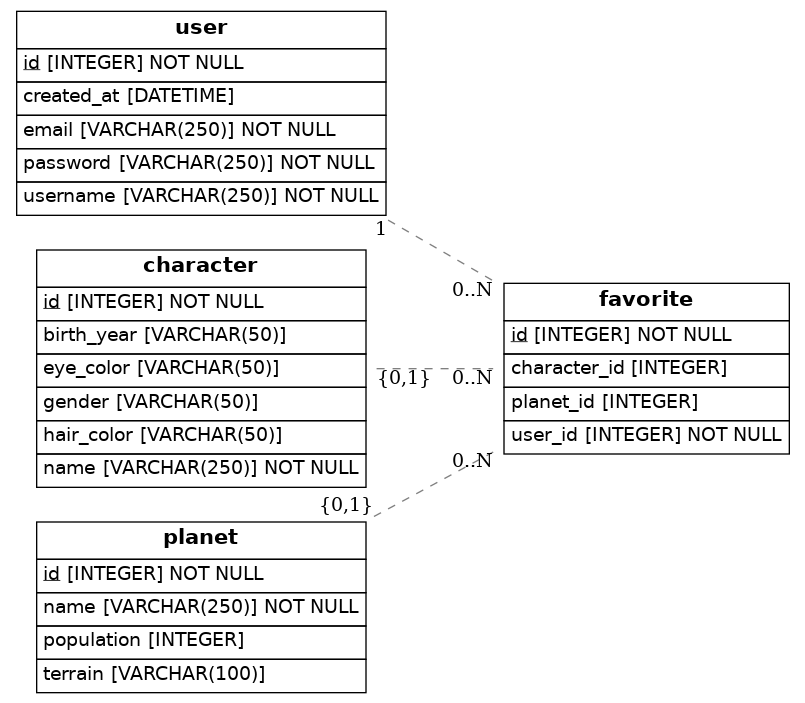 user
id [INTEGER] NOT NULL
created_at [DATETIME]
email [VARCHAR(250)] NOT NULL
password [VARCHAR(250)] NOT NULL
username [VARCHAR(250)] NOT NULL
1
0..N
character
id [INTEGER] NOT NULL
birth_year [VARCHAR(50)]
eye_color [VARCHAR(50)]
gender [VARCHAR(50)]
hair_color [VARCHAR(50)]
name [VARCHAR(250)] NOT NULL
{0,1}
0..N
favorite
id [INTEGER] NOT NULL
character_id [INTEGER]
planet_id [INTEGER]
user_id [INTEGER] NOT NULL
0..N
{0,1}
planet
id [INTEGER] NOT NULL
name [VARCHAR(250)] NOT NULL
population [INTEGER]
terrain [VARCHAR(100)]